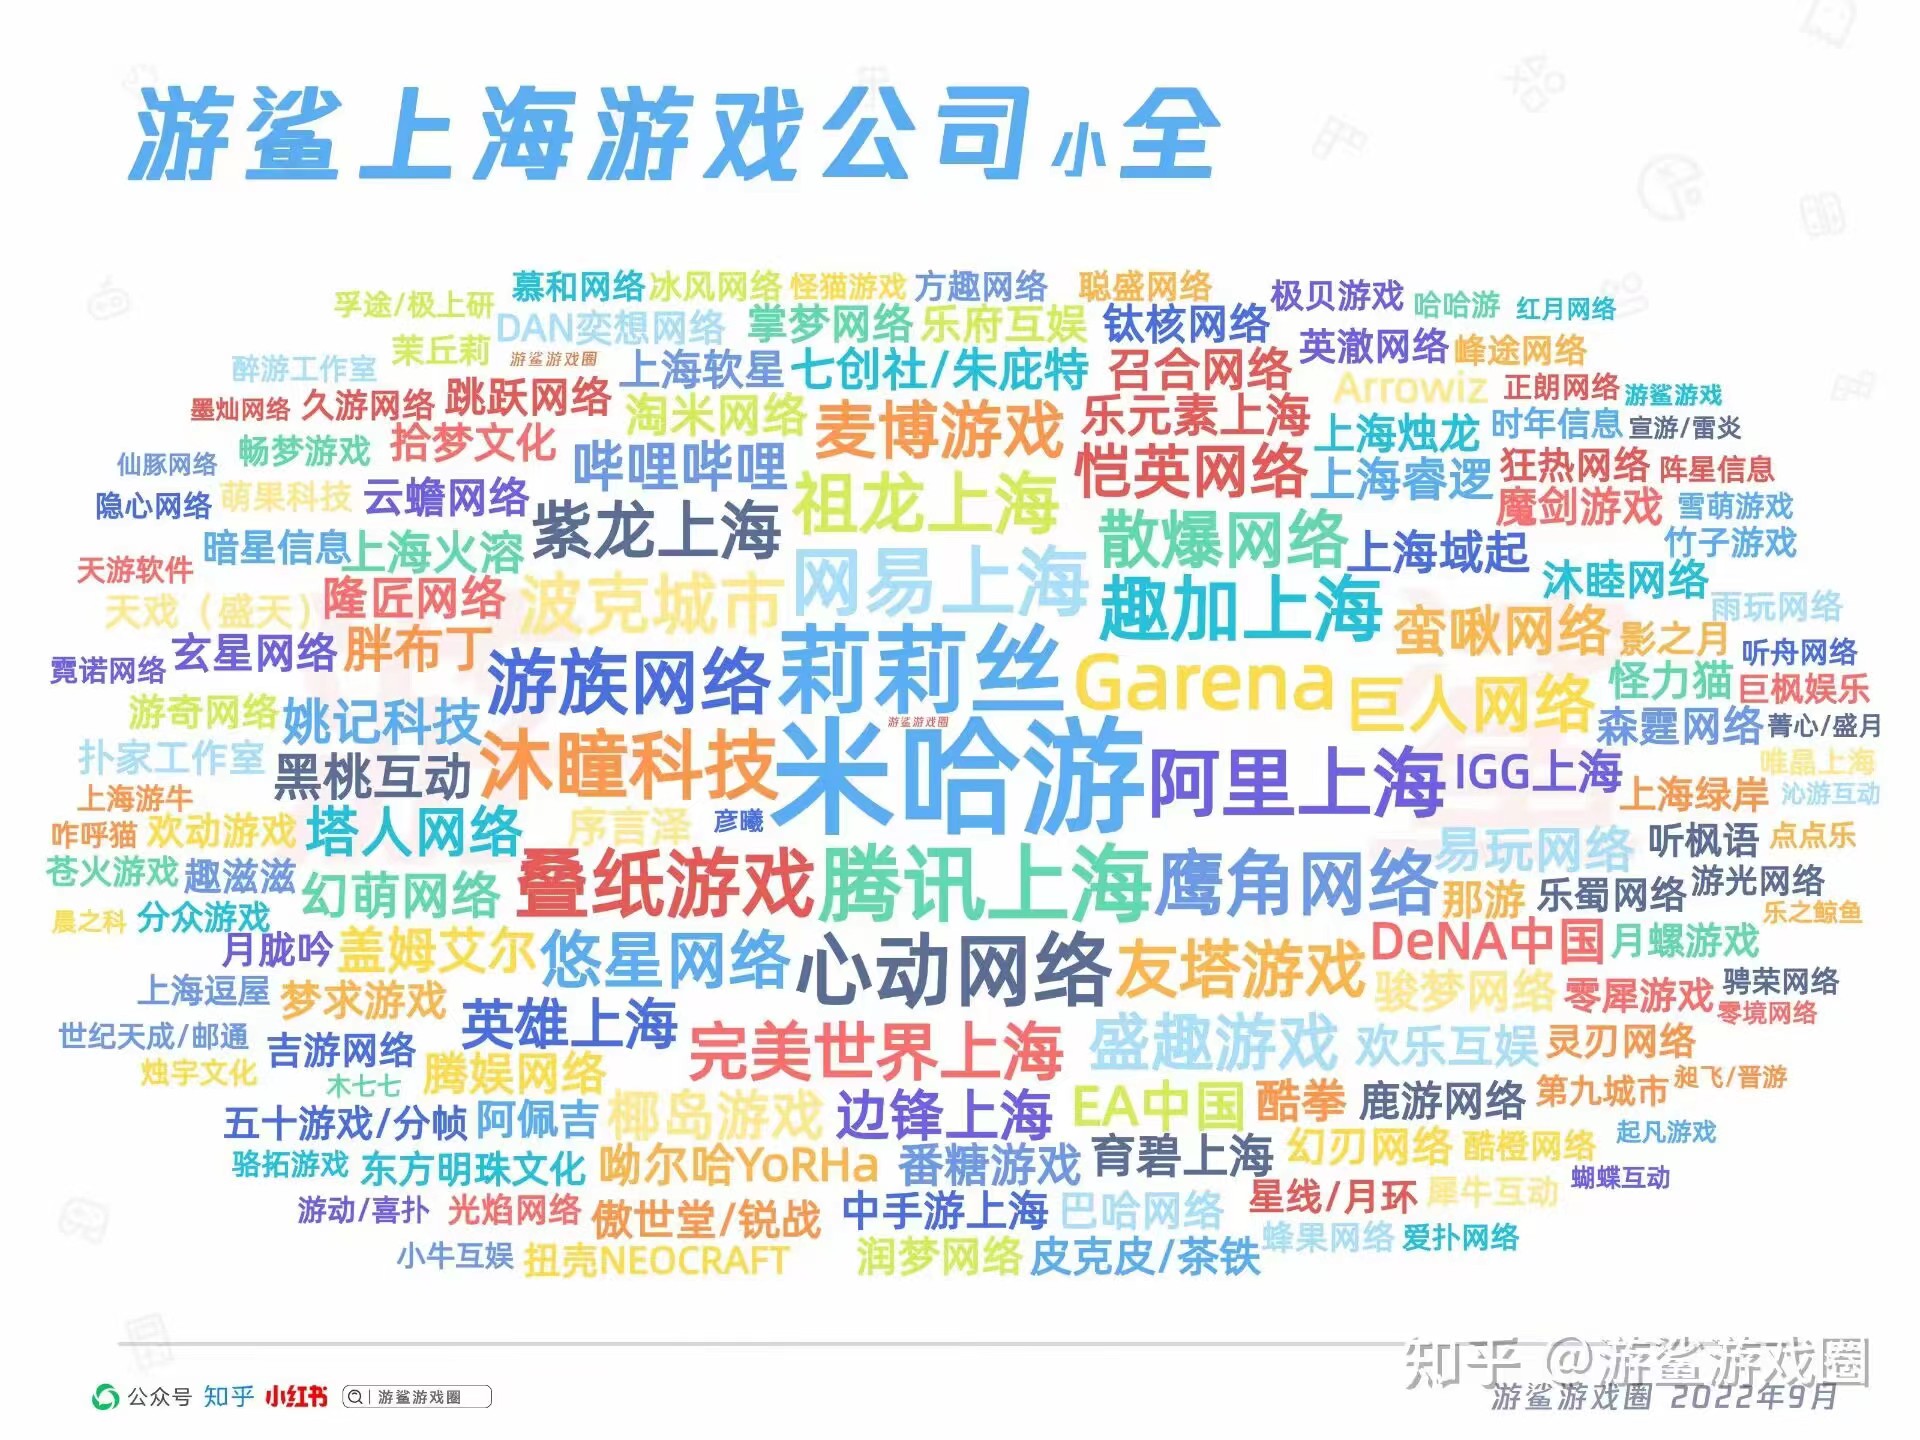 游鲨上海游戏公司小全
慕和网络 冰风网络 怪猫游戏 方趣网络 聪盛网络 极贝游戏 哈哈游 红月网络
孚途/极上研 DAN奕想网络 掌梦网络 乐府互娱 钛核网络 英澈网络 峰途网络
茉丘莉 游鲨游戏圈 上海软星 七创社/朱庇特 召合网络
醉游工作室 跳跃网络 淘米网络 麦博游戏 乐元素上海 Arrowiz 正朗网络 游鲨游戏
墨灿网络 久游网络 上海烛龙 时年信息 宣游/雷炎
畅梦游戏 拾梦文化 哔哩哔哩 恺英网络 上海睿逻 狂热网络 阵星信息
仙豚网络 隐心网络 萌果科技 云蟾网络 紫龙上海 祖龙上海 魔剑游戏 雪萌游戏
暗星信息 上海火溶 散爆网络 上海域起 竹子游戏
天游软件 隆匠网络 波克城市 网易上海 趣加上海 沐睦网络
天戏（盛天） 蛮啾网络 影之月 雨玩网络
霓诺网络 玄星网络 胖布丁 游族网络 莉莉丝 Garena 巨人网络 怪力猫 听舟网络
巨枫娱乐
游奇网络 姚记科技 游鲨游戏圈 森霆网络 菁心/盛月
扑家工作室 黑桃互动 沐瞳科技 米哈游 阿里上海 IGG上海 唯晶上海
上海游牛 上海绿岸 沁游互动
咋呼猫 欢动游戏 塔人网络 序言泽 彦曦 易玩网络 听枫语 点点乐
苍火游戏 趣滋滋 幻萌网络 叠纸游戏 腾讯上海 鹰角网络 那游 乐蜀网络 游光网络
晨之科 分众游戏 乐之鲸鱼
月胧吟 盖姆艾尔 悠星网络 心动网络 友塔游戏 DeNA中国 月螺游戏
上海逗屋 梦求游戏 骏梦网络 零犀游戏 骋荣网络
零境网络
世纪天成/邮通 吉游网络 英雄上海 完美世界上海 盛趣游戏 欢乐互娱 灵刃网络
烛宇文化 木七七 腾娱网络 第九城市 昶飞/晋游
五十游戏/分帧 阿佩吉 椰岛游戏 边锋上海 EA中国 酷拳 鹿游网络 起凡游戏
骆拓游戏 东方明珠文化 呦尔哈YoRHa 番糖游戏 育碧上海 幻刃网络 酷橙网络
蝴蝶互动
游动/喜扑 光焰网络 傲世堂/锐战 中手游上海 巴哈网络 星线/月环 犀牛互动
小牛互娱 扭壳NEOCRAFT 润梦网络 皮克皮/茶铁 蜂果网络 爱扑网络
知乎 @游鲨游戏圈
公众号 知乎 小红书 游鲨游戏圈
游鲨游戏圈 2022年9月